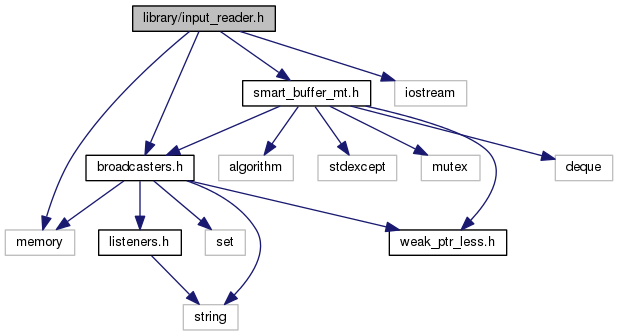 library/input_reader.h
smart_buffer_mt.h
iostream
broadcasters.h
algorithm
stdexcept
mutex
deque
memory
listeners.h
set
weak_ptr_less.h
string